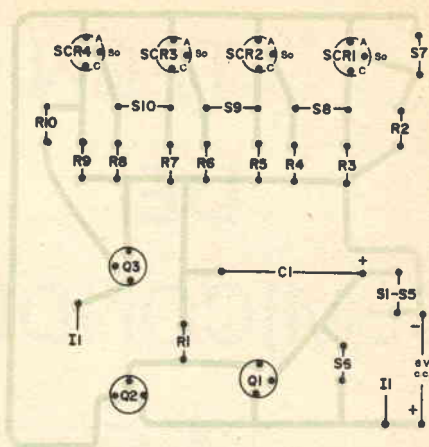 SCR4 A So C SCR3 A So C SCR2 A So C SCR1 A So C S7
S10 S9 S8
R10 R2
R9 R8 R7 R6 R5 R4 R3
Q3 C1 + S1-S5
I1 - 6V C.C.
R1 S6
Q2 Q1 I1 +